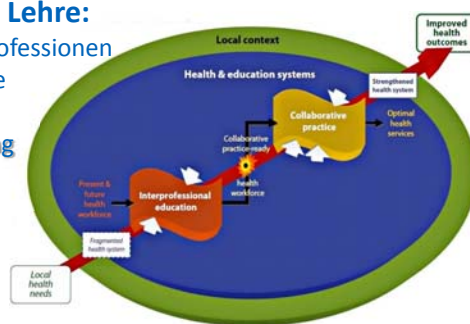 Lehre:
rofessionen
e
g
Local context
Improved
health
outcomes
Health & education systems
Strengthened
health system
Collaborative
practice
Optimal
health
services
Collaborative
practice-ready
health
workforce
Present &
future
health
workforce
Interprofessional
education
Fragmented
health system
Local
health
needs